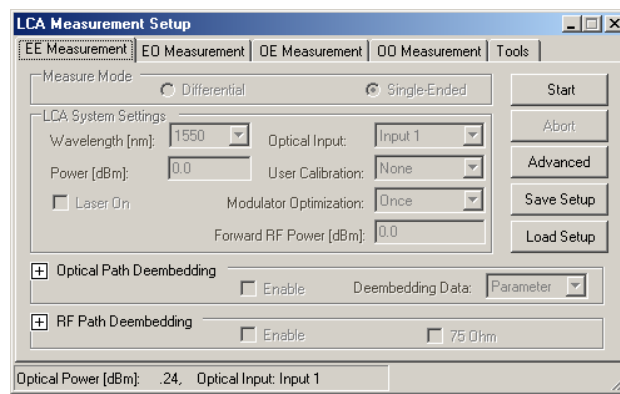 LCA Measurement Setup
EE Measurement EO Measurement OE Measurement OO Measurement Tools
Measure Mode
Differential Single-Ended
Start
LCA System Settings
Wavelength [nm]: 1550 Optical Input: Input 1
Abort
Power [dBm]: 0.0 User Calibration: None
Advanced
Laser On Modulator Optimization: Once
Save Setup
Forward RF Power [dBm]: 0.0
Load Setup
+ Optical Path Deembedding
Enable Deembedding Data: Parameter
+ RF Path Deembedding
Enable 75 Ohm
Optical Power [dBm]: .24, Optical Input: Input 1